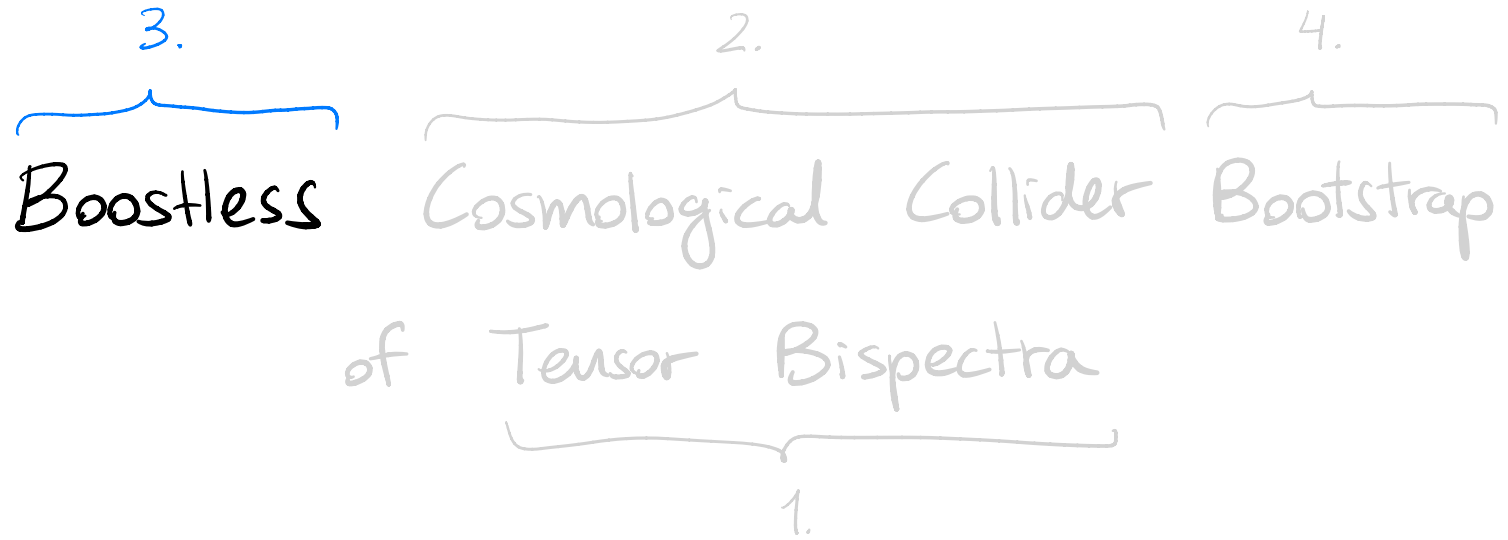 3. 2. 4.
Boostless Cosmological Collider Bootstrap
of Tensor Bispectra
1.